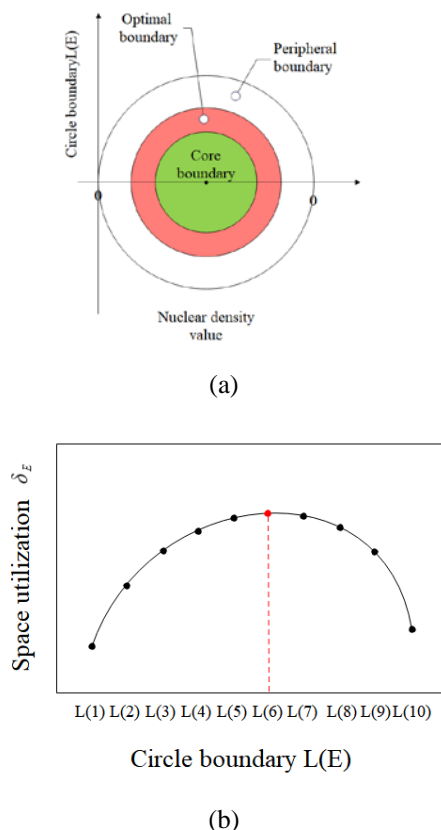 Optimal
boundary
Peripheral
boundary
Circle boundaryL(E)
Core
boundary
0
0
Nuclear density
value
(a)
Space utilization δE
L(1) L(2) L(3) L(4) L(5) L(6) L(7) L(8) L(9) L(10)
Circle boundary L(E)
(b)